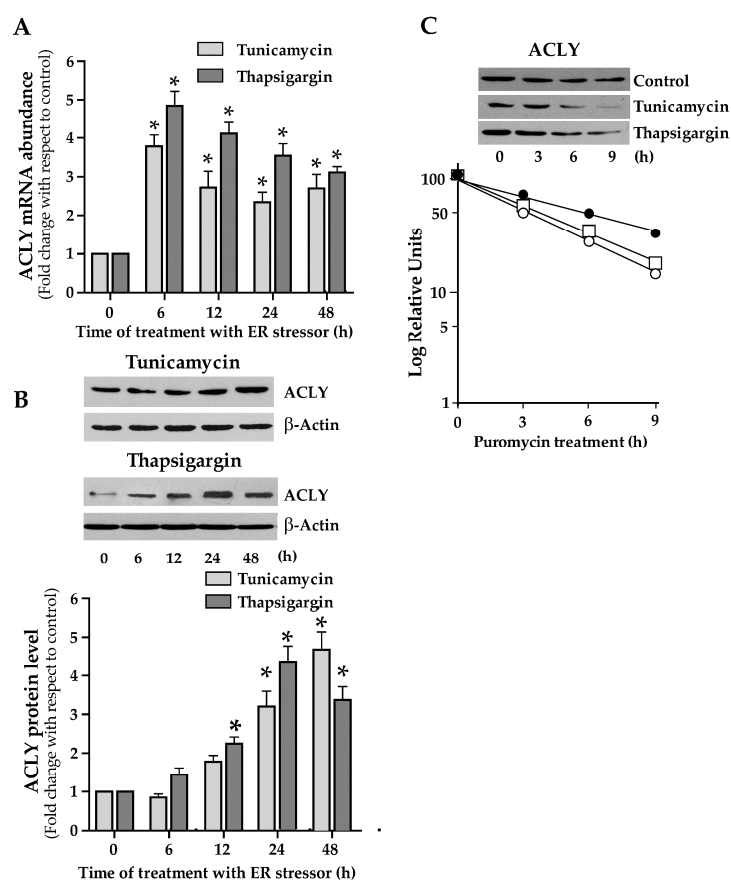 A
Tunicamycin
Thapsigargin
ACLY mRNA abundance
(Fold change with respect to control)
6
5
4
3
2
1
0
* * * * * * * *
0 6 12 24 48
Time of treatment with ER stressor (h)
B
Tunicamycin
ACLY
β-Actin
Thapsigargin
ACLY
β-Actin
0 6 12 24 48 (h)
Tunicamycin
Thapsigargin
ACLY protein level
(Fold change with respect to control)
6
5
4
3
2
1
0
* * * * *
0 6 12 24 48
Time of treatment with ER stressor (h)
C
ACLY
Control
Tunicamycin
Thapsigargin
0 3 6 9 (h)
Log Relative Units
100
50
10
5
1
0 3 6 9
Puromycin treatment (h)